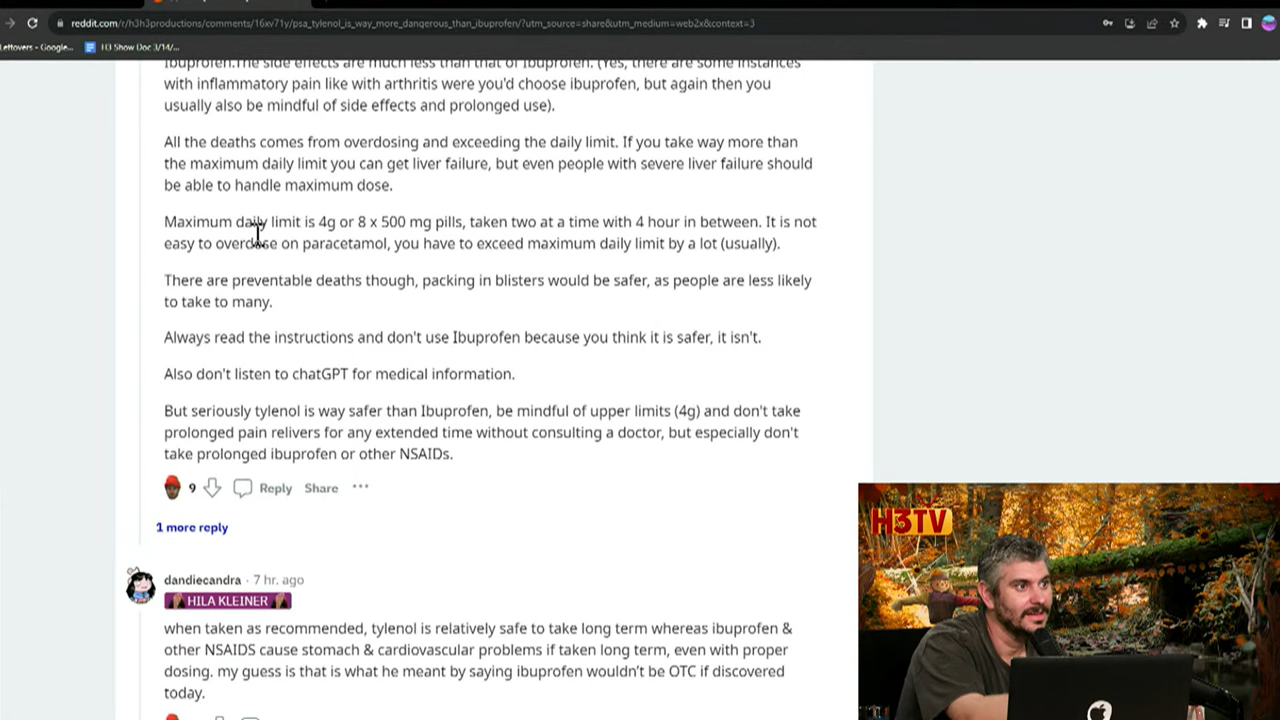 reddit.com/r/h3h3productions/comments/16xv71y/psa_tylenol_is_way_more_dangerous_than_ibuprofen/?utm_source=share&utm_medium=web2x&context=3
Leftovers - Google... H3 Show Doc 3/14/...
Ibuprofen.The side effects are much less than that of Ibuprofen. (Yes, there are some instances
with inflammatory pain like with arthritis were you'd choose ibuprofen, but again then you
usually also be mindful of side effects and prolonged use).
All the deaths comes from overdosing and exceeding the daily limit. If you take way more than
the maximum daily limit you can get liver failure, but even people with severe liver failure should
be able to handle maximum dose.
Maximum daily limit is 4g or 8 x 500 mg pills, taken two at a time with 4 hour in between. It is not
easy to overdose on paracetamol, you have to exceed maximum daily limit by a lot (usually).
There are preventable deaths though, packing in blisters would be safer, as people are less likely
to take to many.
Always read the instructions and don't use Ibuprofen because you think it is safer, it isn't.
Also don't listen to chatGPT for medical information.
But seriously tylenol is way safer than Ibuprofen, be mindful of upper limits (4g) and don't take
prolonged pain relivers for any extended time without consulting a doctor, but especially don't
take prolonged ibuprofen or other NSAIDs.
9 Reply Share ...
1 more reply
H3TV
dandiecandra · 7 hr. ago
HILA KLEINER
when taken as recommended, tylenol is relatively safe to take long term whereas ibuprofen &
other NSAIDS cause stomach & cardiovascular problems if taken long term, even with proper
dosing. my guess is that is what he meant by saying ibuprofen wouldn't be OTC if discovered
today.